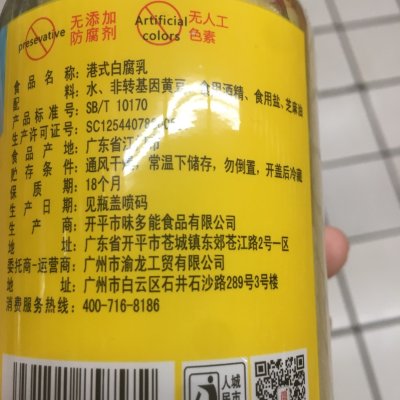 presevative
无添加
防腐剂
Artificial
colors
无人工
色素
食品名称:港式白腐乳
配料:水、非转基因黄豆、食用酒精、食用盐、芝麻油
产品标准号:SB/T 10170
生产许可证号:SC125440782
产地:广东省江
贮存条件:通风干 常温下储存,勿倒置,开盖后冷藏
保质期:18个月
生产日期:见瓶盖喷码
生产商:开平市味多能食品有限公司
地址:广东省开平市苍城镇东郊苍江路2号一区
委托商-运营商:广州市渝龙工贸有限公司
地址:广州市白云区石井石沙路289号3号楼
消费服务热线:400-716-8186
人城
民市